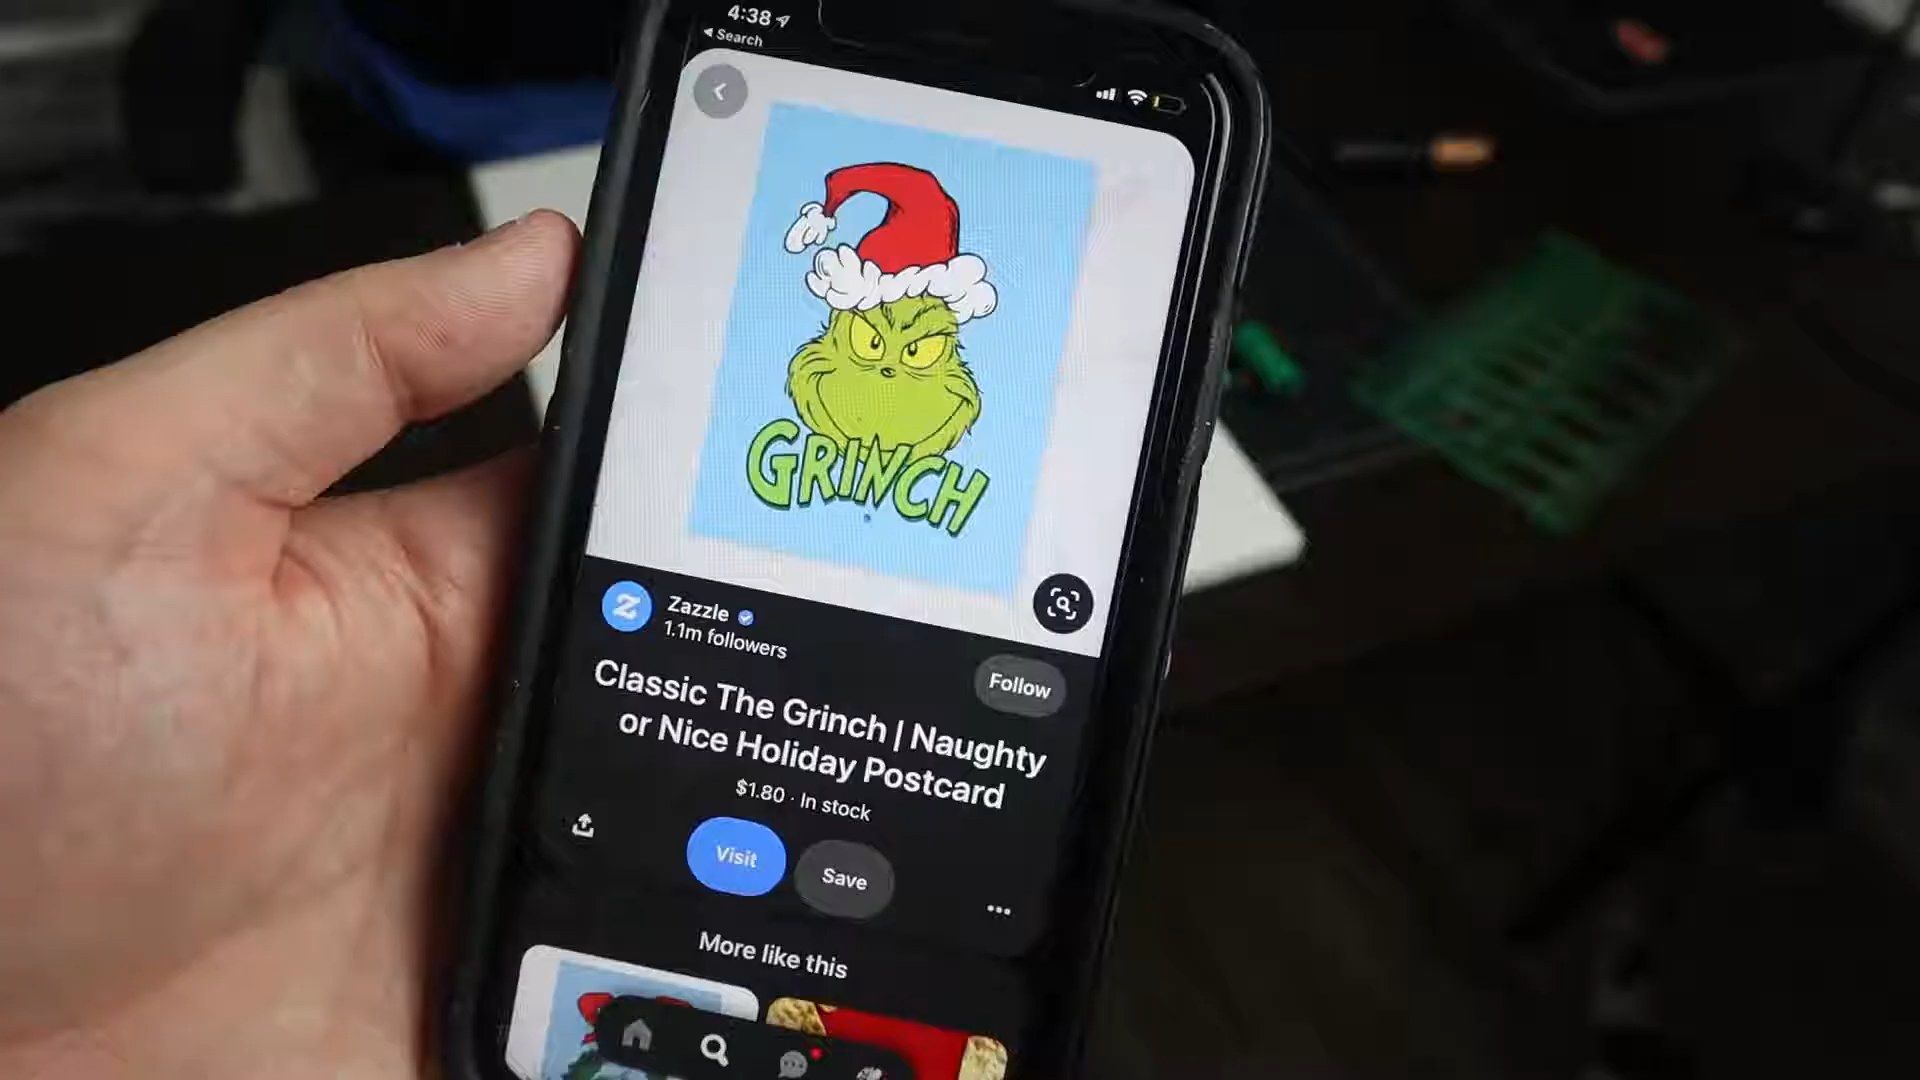 4:38
Search
GRINCH
Z
Zazzle
1.1m followers
Follow
Classic The Grinch | Naughty
or Nice Holiday Postcard
$1.80 · In stock
Visit
Save
More like this